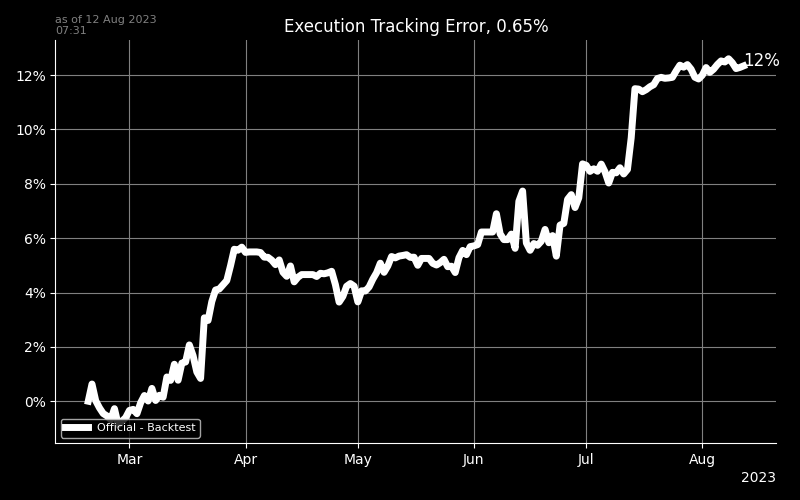 as of 12 Aug 2023
07:31
Execution Tracking Error, 0.65%
12%
12%
10%
8%
6%
4%
2%
0%
Official - Backtest
Mar
Apr
May
Jun
Jul
Aug
2023